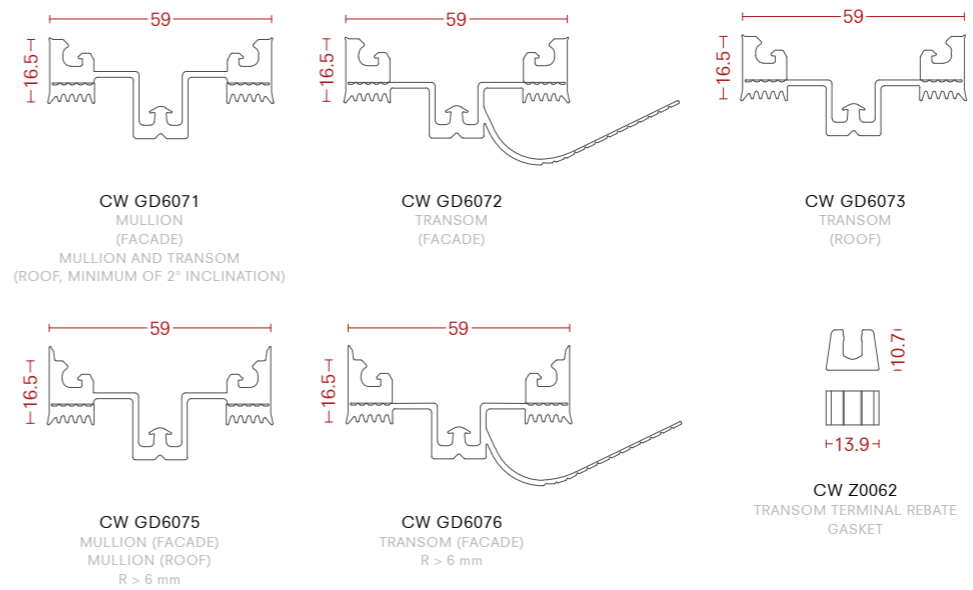 59
59
59
16.5
16.5
16.5
CW GD6071
MULLION
(FACADE)
MULLION AND TRANSOM
(ROOF, MINIMUM OF 2° INCLINATION)
CW GD6072
TRANSOM
(FACADE)
CW GD6073
TRANSOM
(ROOF)
59
59
16.5
16.5
10.7
13.9
CW GD6075
MULLION (FACADE)
MULLION (ROOF)
R > 6 mm
CW GD6076
TRANSOM (FACADE)
R > 6 mm
CW Z0062
TRANSOM TERMINAL REBATE
GASKET